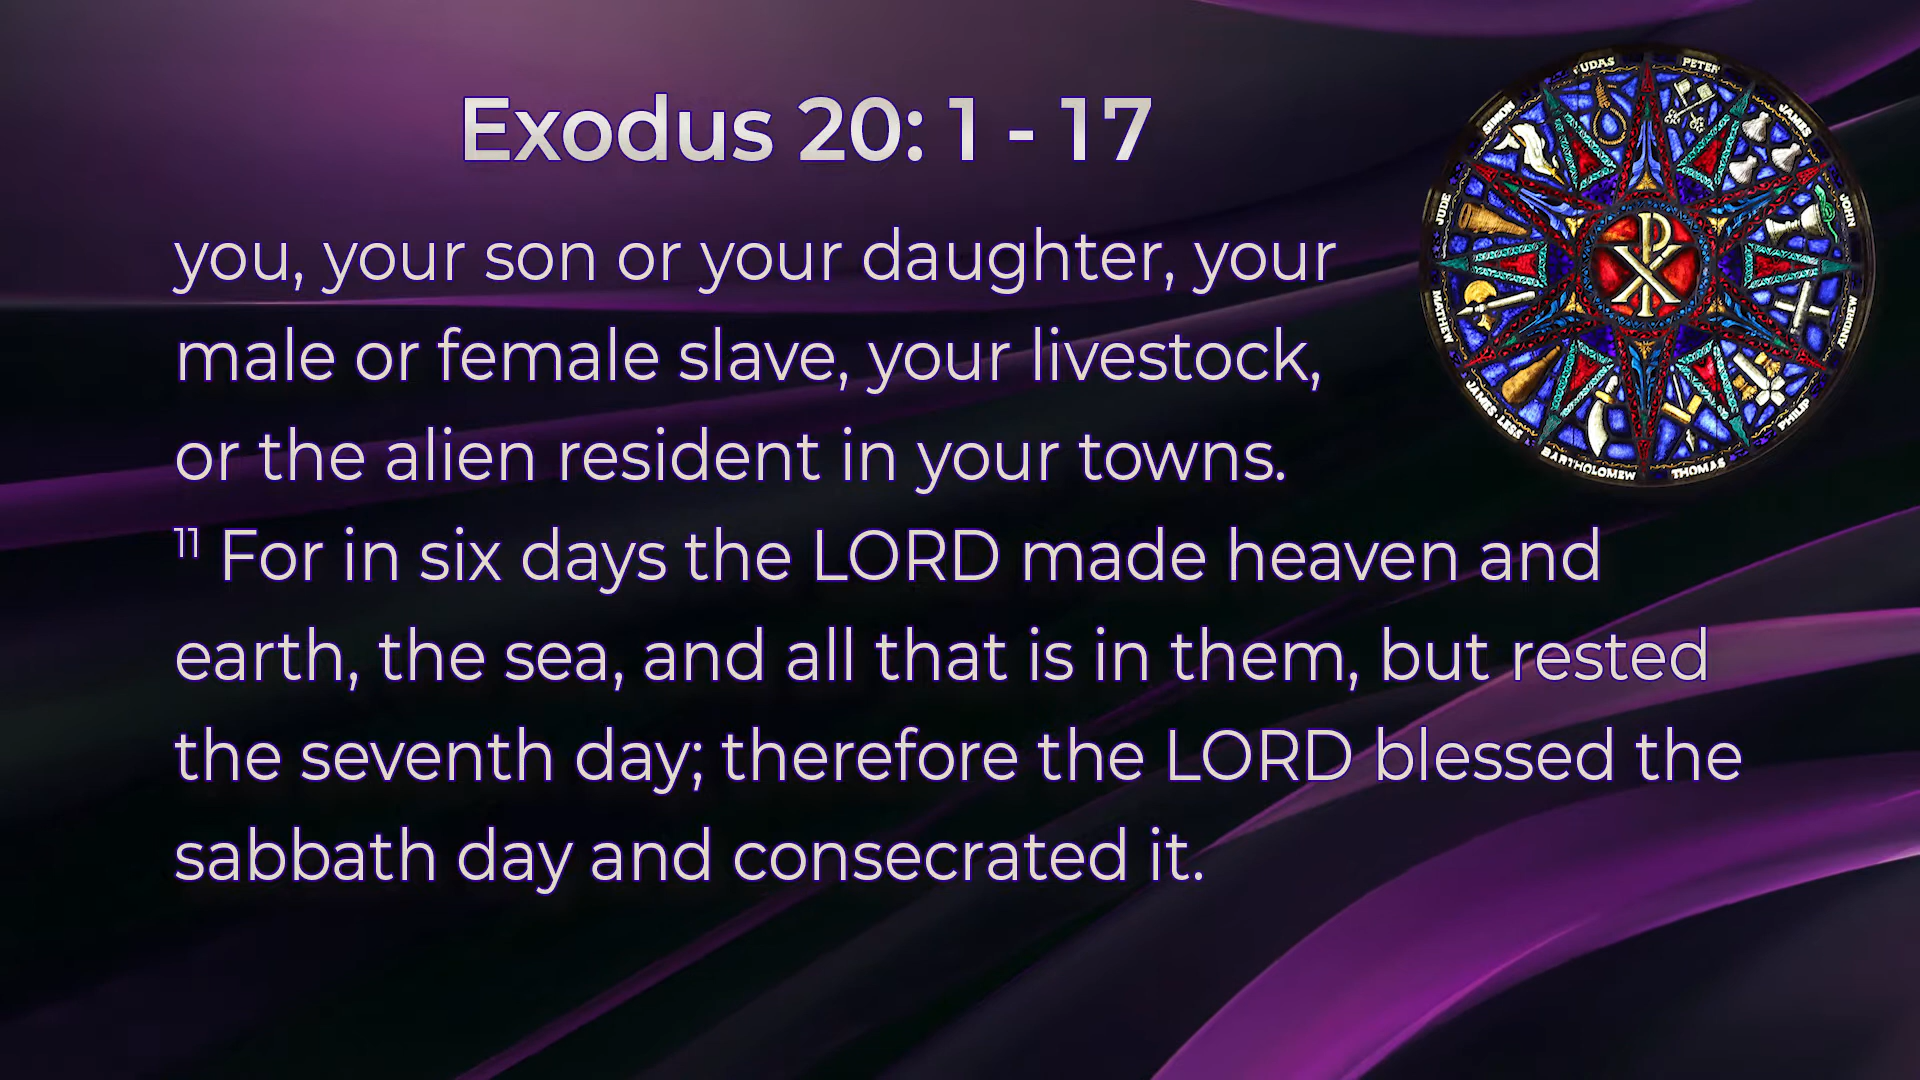 Exodus 20: 1 - 17
you, your son or your daughter, your
male or female slave, your livestock,
or the alien resident in your towns.
¹¹ For in six days the LORD made heaven and
earth, the sea, and all that is in them, but rested
the seventh day; therefore the LORD blessed the
sabbath day and consecrated it.
JUDAS
PETER
JAMES
JOHN
ANDREW
PHILIP
THOMAS
BARTHOLOMEW
JAMES · LESS
MATHEW
JUDE
SIMON